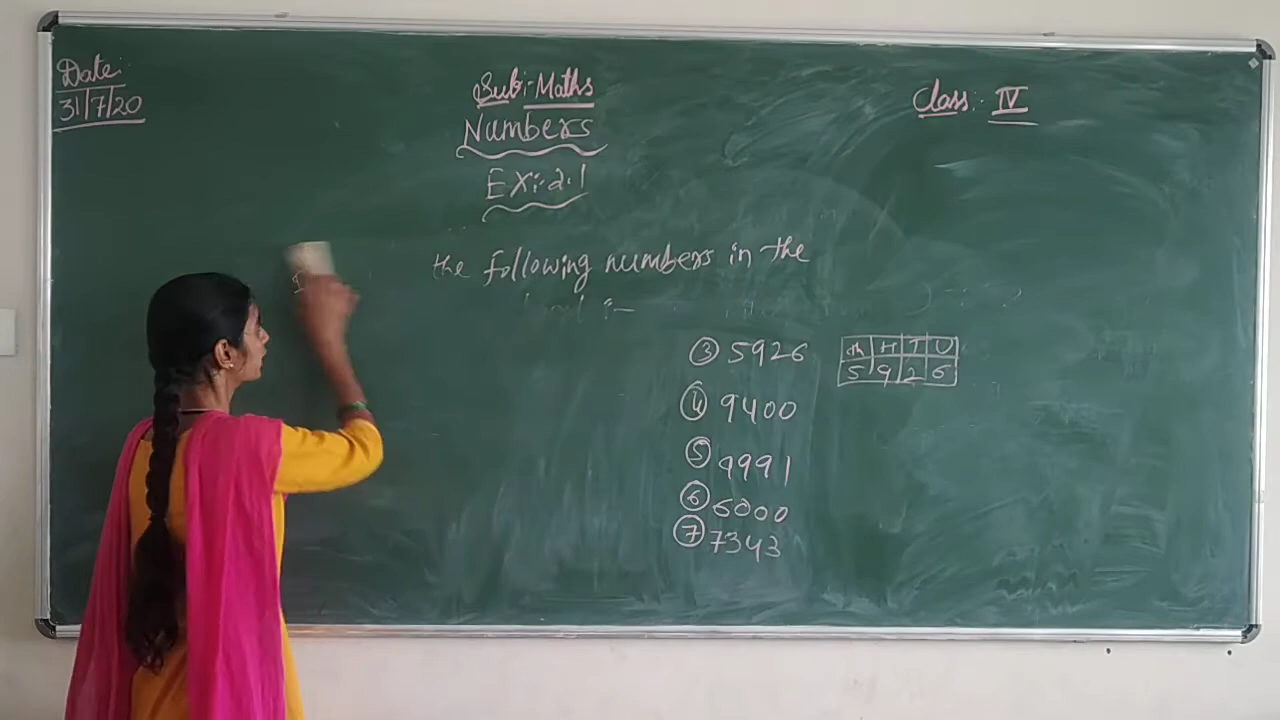 Date:
31/7/20
Sub:- Maths
Numbers
Ex:- 2.1
Class:- IV
I
the following numbers in the
③ 5926
Th H T U
5 9 2 6
④ 9400
⑤ 9991
⑥ 6000
⑦ 7343